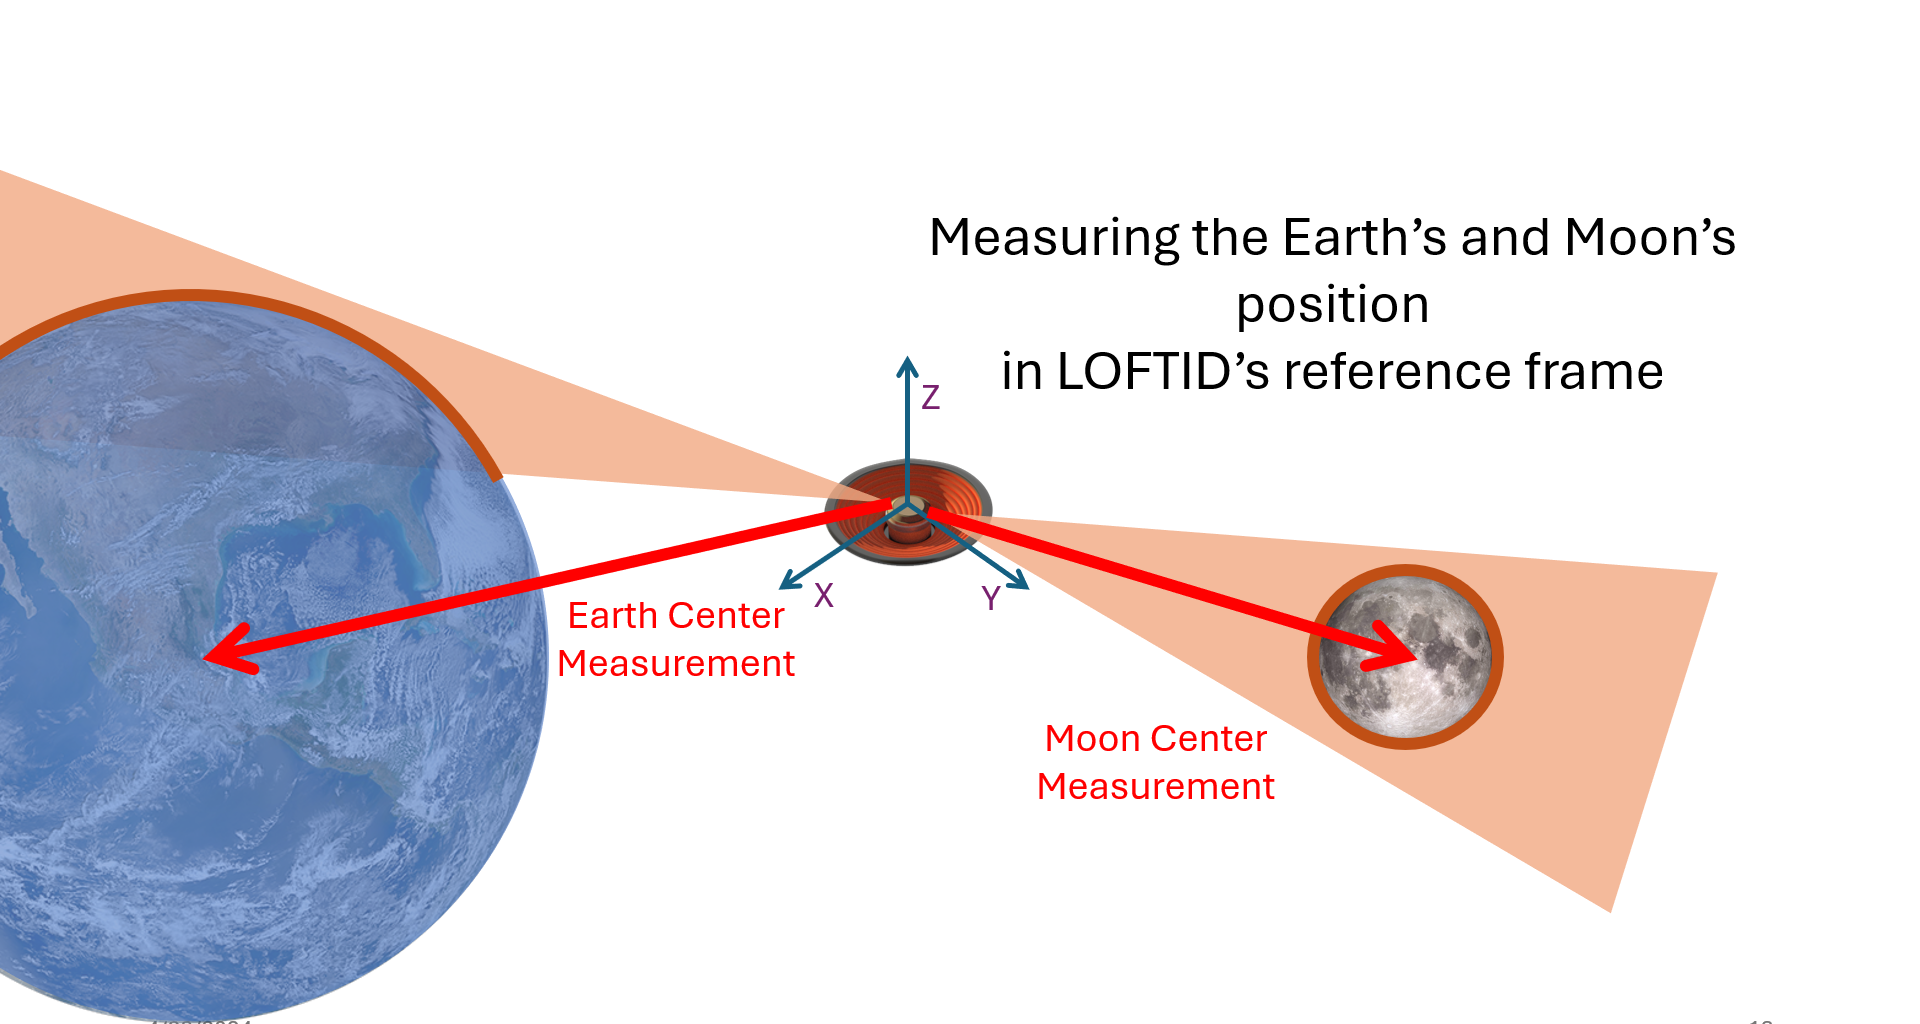 Measuring the Earth’s and Moon’s
position
in LOFTID’s reference frame
Z
X
Y
Earth Center
Measurement
Moon Center
Measurement